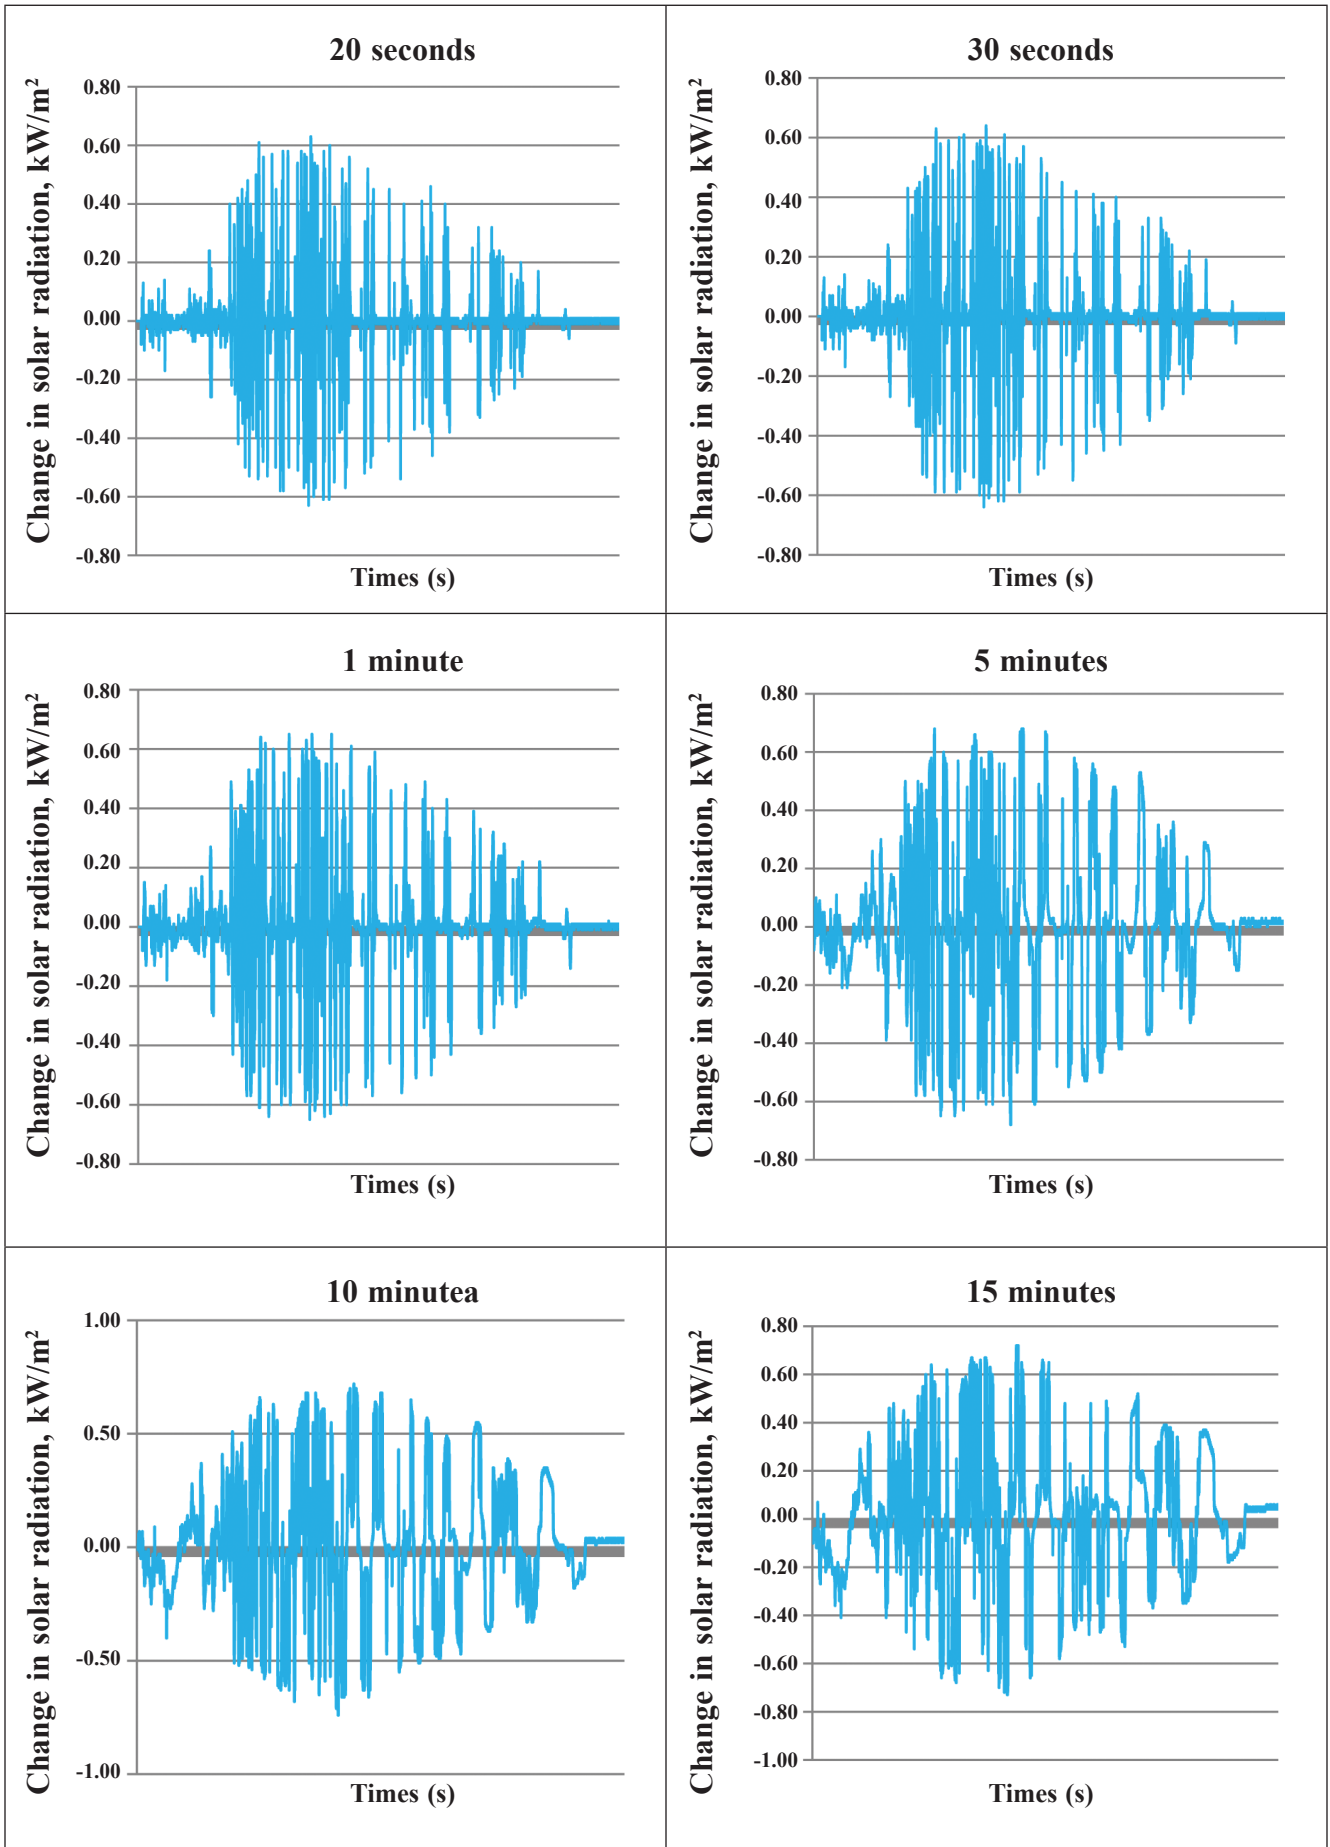 20 seconds
Change in solar radiation, kW/m²
0.80
0.60
0.40
0.20
0.00
-0.20
-0.40
-0.60
-0.80
Times (s)
30 seconds
Change in solar radiation, kW/m²
0.80
0.60
0.40
0.20
0.00
-0.20
-0.40
-0.60
-0.80
Times (s)
1 minute
Change in solar radiation, kW/m²
0.80
0.60
0.40
0.20
0.00
-0.20
-0.40
-0.60
-0.80
Times (s)
5 minutes
Change in solar radiation, kW/m²
0.80
0.60
0.40
0.20
0.00
-0.20
-0.40
-0.60
-0.80
Times (s)
10 minutea
Change in solar radiation, kW/m²
1.00
0.50
0.00
-0.50
-1.00
Times (s)
15 minutes
Change in solar radiation, kW/m²
0.80
0.60
0.40
0.20
0.00
-0.20
-0.40
-0.60
-0.80
-1.00
Times (s)